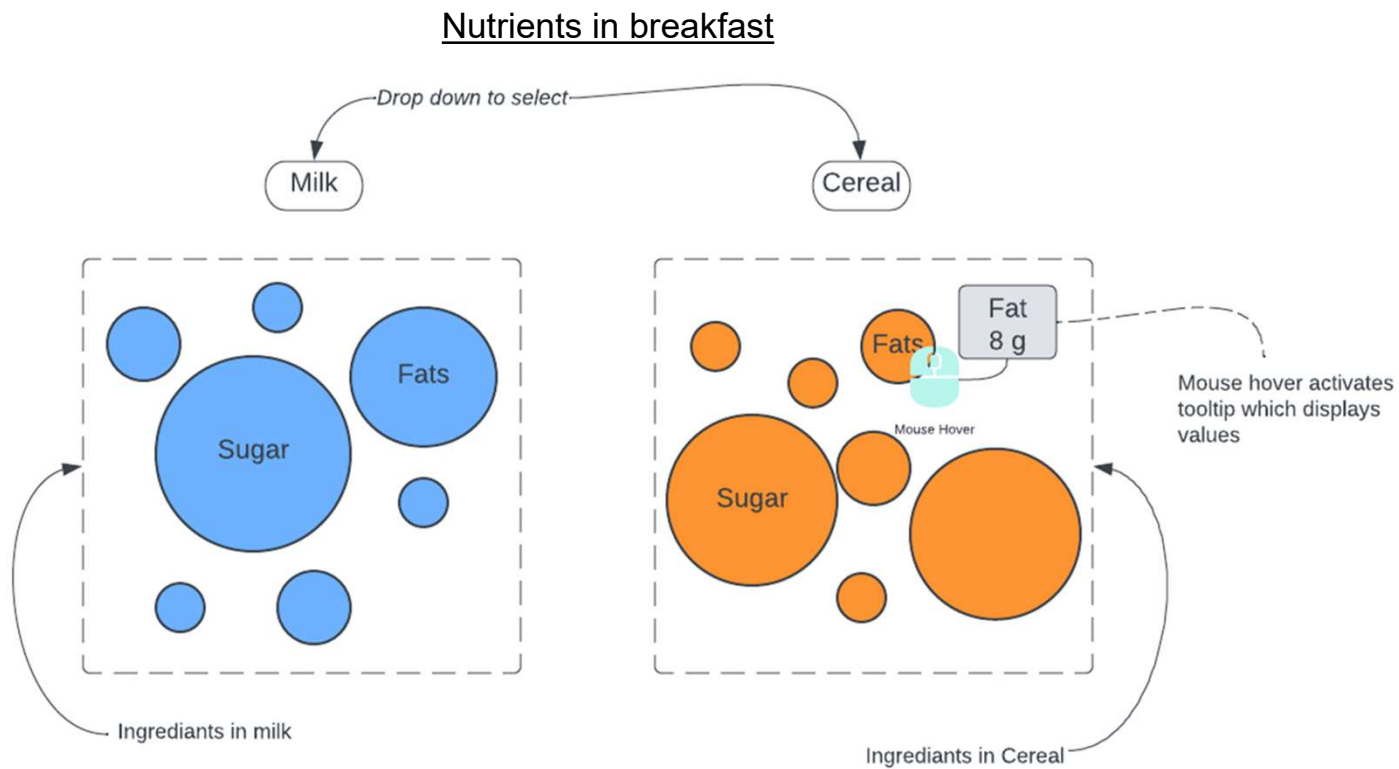 Nutrients in breakfast
Drop down to select
Milk
Cereal
Fats
Sugar
Fat
8 g
Fats
Mouse Hover
Sugar
Mouse hover activates
tooltip which displays
values
Ingrediants in milk
Ingrediants in Cereal